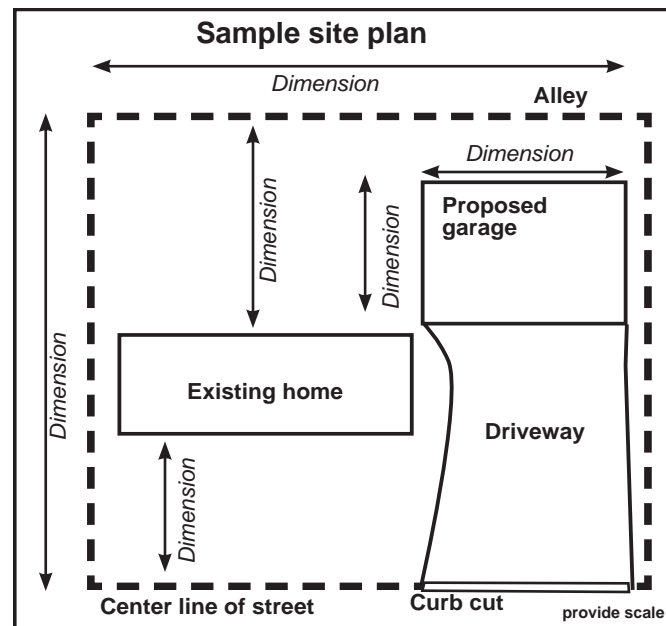 Sample site plan
Dimension
Alley
Dimension
Dimension
Dimension
Proposed
garage
Dimension
Existing home
Driveway
Dimension
Center line of street
Curb cut
provide scale